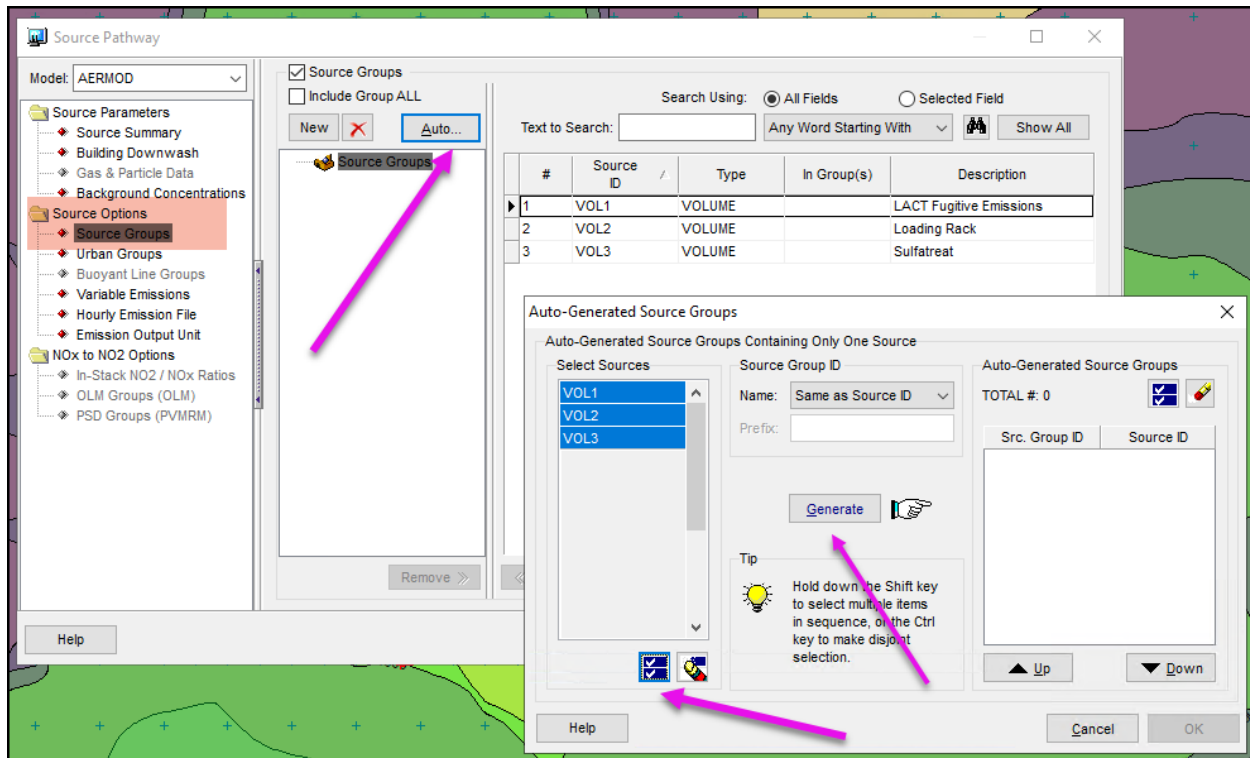 Source Pathway
Model: AERMOD
Source Parameters
Source Summary
Building Downwash
Gas & Particle Data
Background Concentrations
Source Options
Source Groups
Urban Groups
Buoyant Line Groups
Variable Emissions
Hourly Emission File
Emission Output Unit
NOx to NO2 Options
In-Stack NO2 / NOx Ratios
OLM Groups (OLM)
PSD Groups (PVMRM)
Source Groups
Include Group ALL
New Auto...
Source Groups
Remove
Search Using: All Fields Selected Field
Text to Search: Any Word Starting With Show All
# Source ID Type In Group(s) Description
1 VOL1 VOLUME LACT Fugitive Emissions
2 VOL2 VOLUME Loading Rack
3 VOL3 VOLUME Sulfatreat
Help
Auto-Generated Source Groups
Auto-Generated Source Groups Containing Only One Source
Select Sources
VOL1
VOL2
VOL3
Source Group ID
Name: Same as Source ID
Prefix:
Generate
Tip
Hold down the Shift key
to select multiple items
in sequence, or the Ctrl
key to make disjoint
selection.
Auto-Generated Source Groups
TOTAL #: 0
Src. Group ID Source ID
Up Down
Help Cancel OK